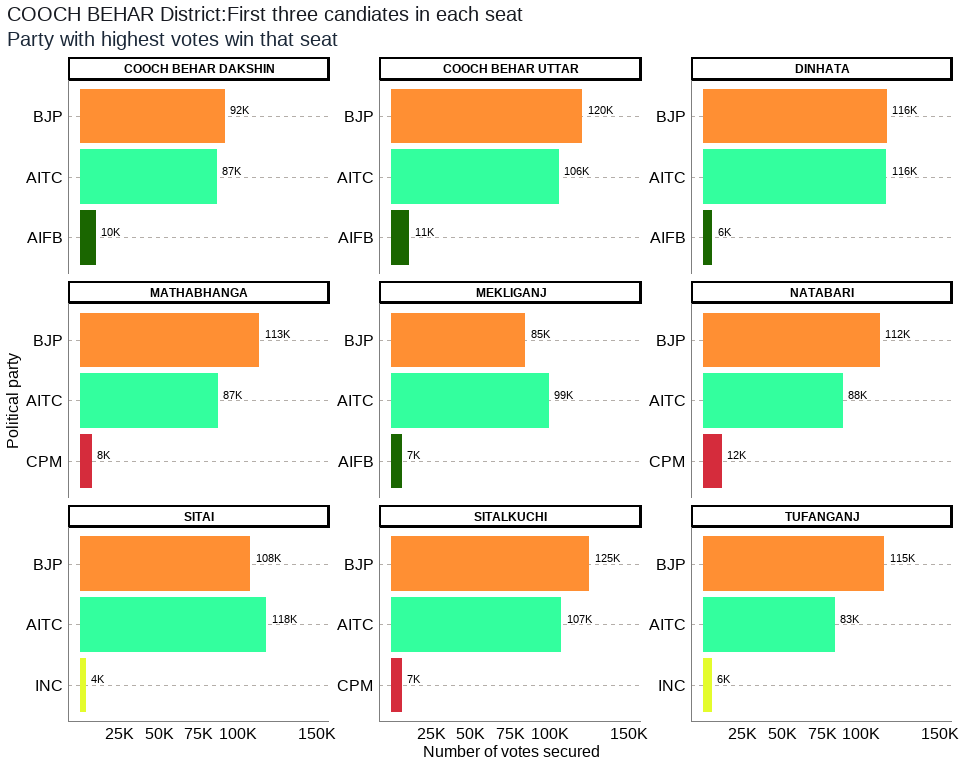 COOCH BEHAR District:First three candiates in each seat
Party with highest votes win that seat
COOCH BEHAR DAKSHIN
COOCH BEHAR UTTAR
DINHATA
BJP 92K
BJP 120K
BJP 116K
AITC 87K
AITC 106K
AITC 116K
AIFB 10K
AIFB 11K
AIFB 6K
MATHABHANGA
MEKLIGANJ
NATABARI
BJP 113K
BJP 85K
BJP 112K
AITC 87K
AITC 99K
AITC 88K
CPM 8K
AIFB 7K
CPM 12K
Political party
SITAI
SITALKUCHI
TUFANGANJ
BJP 108K
BJP 125K
BJP 115K
AITC 118K
AITC 107K
AITC 83K
INC 4K
CPM 7K
INC 6K
25K 50K 75K 100K 150K
25K 50K 75K 100K 150K
25K 50K 75K 100K 150K
Number of votes secured